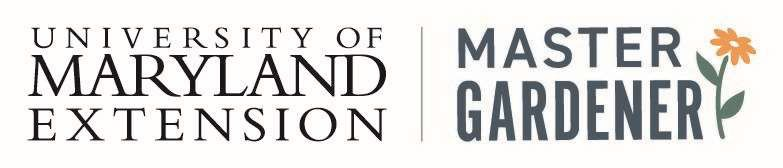 UNIVERSITY OF
MARYLAND
EXTENSION
MASTER
GARDENER